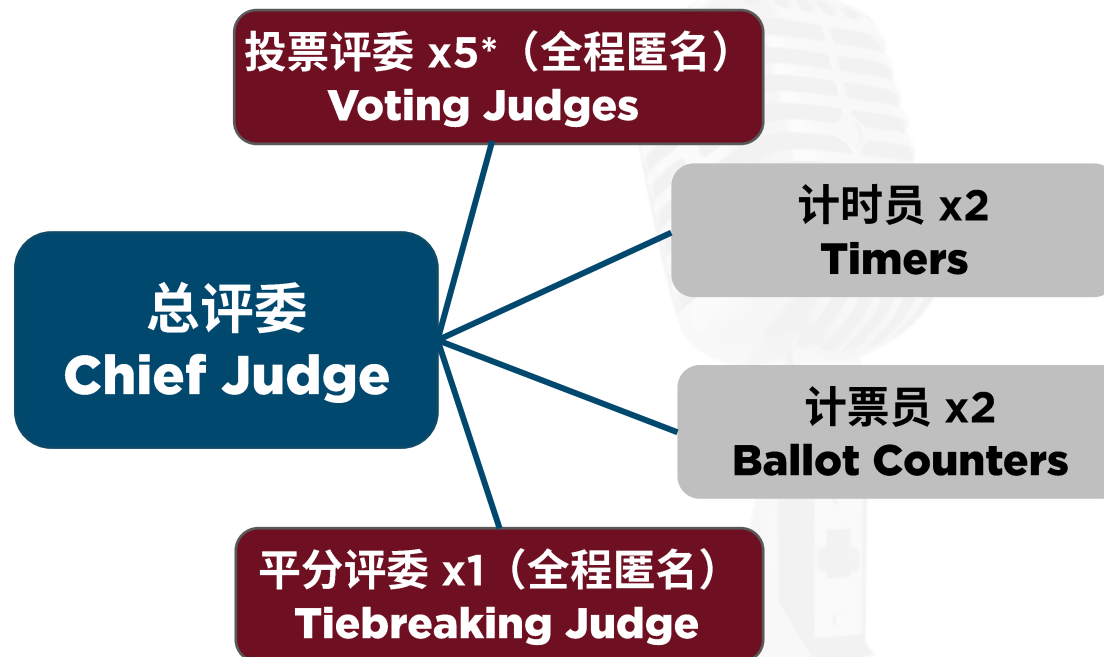 投票评委 x5*（全程匿名）
Voting Judges
计时员 x2
Timers
总评委
Chief Judge
计票员 x2
Ballot Counters
平分评委 x1（全程匿名）
Tiebreaking Judge